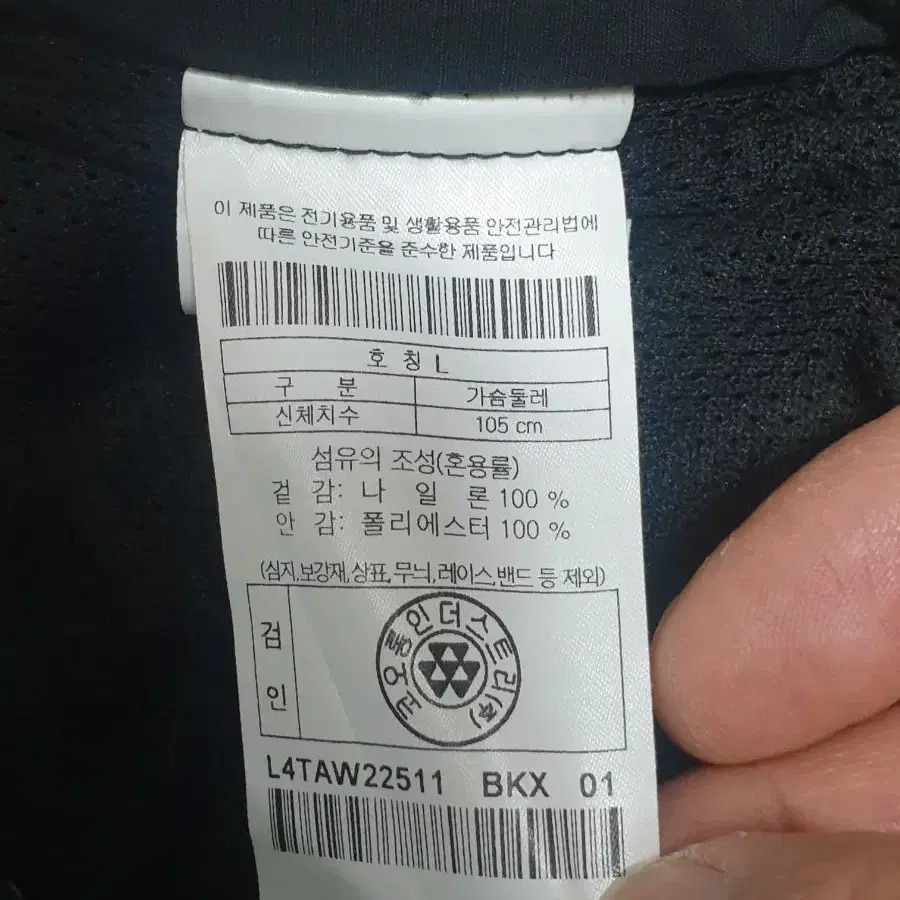 이 제품은 전기용품 및 생활용품 안전관리법에
따른 안전기준을 준수한 제품입니다
호 칭 L
구 분 가슴둘레
신체치수 105 cm
섬유의 조성(혼용률)
겉 감: 나 일 론 100 %
안 감: 폴리에스터 100 %
(심지,보강재,상표,무늬,레이스,밴드 등 제외)
검 인
코오롱인더스트리(주)
L4TAW22511 BKX 01